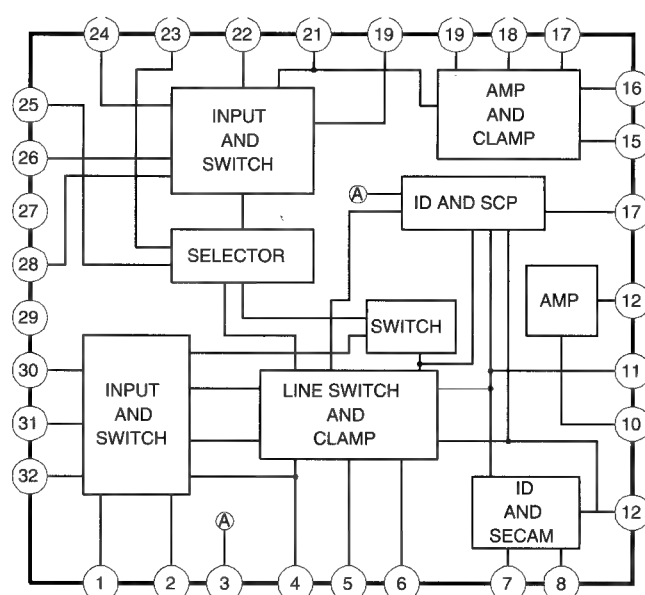 24 23 22 21 19 19 18 17
25
16
INPUT
AND
SWITCH
AMP
AND
CLAMP
26
15
A
ID AND SCP
27
17
SELECTOR
28
AMP
12
29
SWITCH
30
INPUT
AND
SWITCH
LINE SWITCH
AND
CLAMP
11
31
10
32
ID
AND
SECAM
12
A
1 2 3 4 5 6 7 8